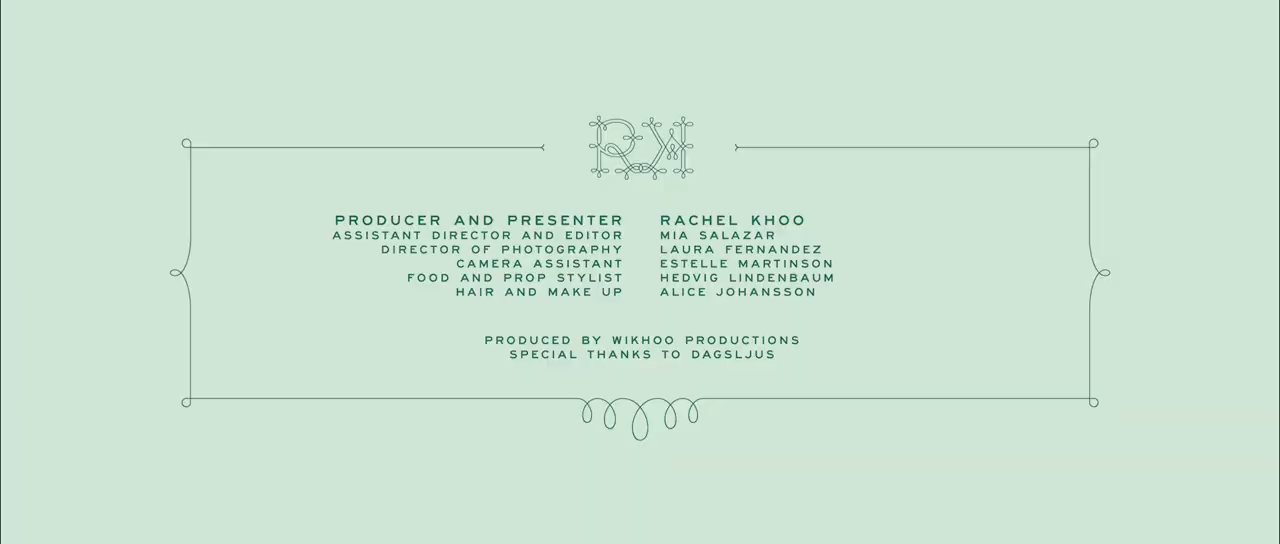 RK
PRODUCER AND PRESENTER RACHEL KHOO
ASSISTANT DIRECTOR AND EDITOR MIA SALAZAR
DIRECTOR OF PHOTOGRAPHY LAURA FERNANDEZ
CAMERA ASSISTANT ESTELLE MARTINSON
FOOD AND PROP STYLIST HEDVIG LINDENBAUM
HAIR AND MAKE UP ALICE JOHANSSON
PRODUCED BY WIKHOO PRODUCTIONS
SPECIAL THANKS TO DAGSLJUS